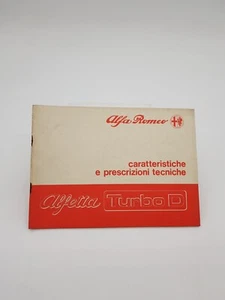 Alfa Romeo
caratteristiche
e prescrizioni tecniche
Alfetta Turbo D